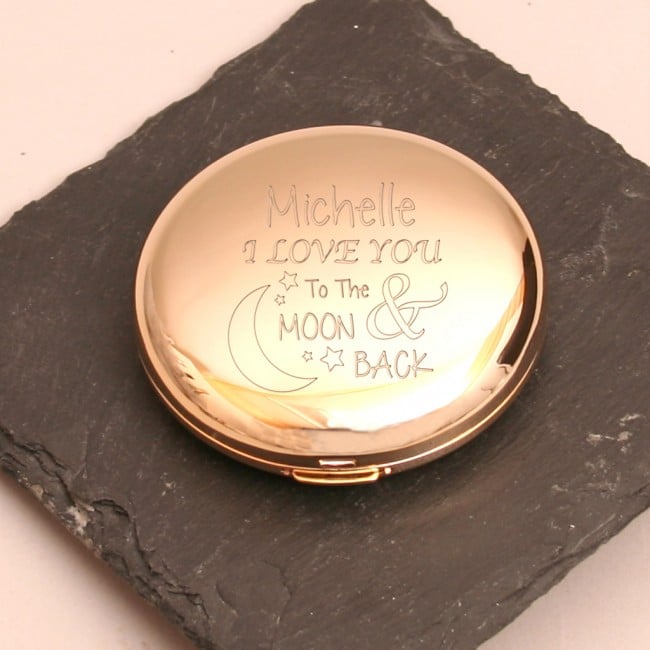 Michelle
I LOVE YOU
To The
MOON &
BACK